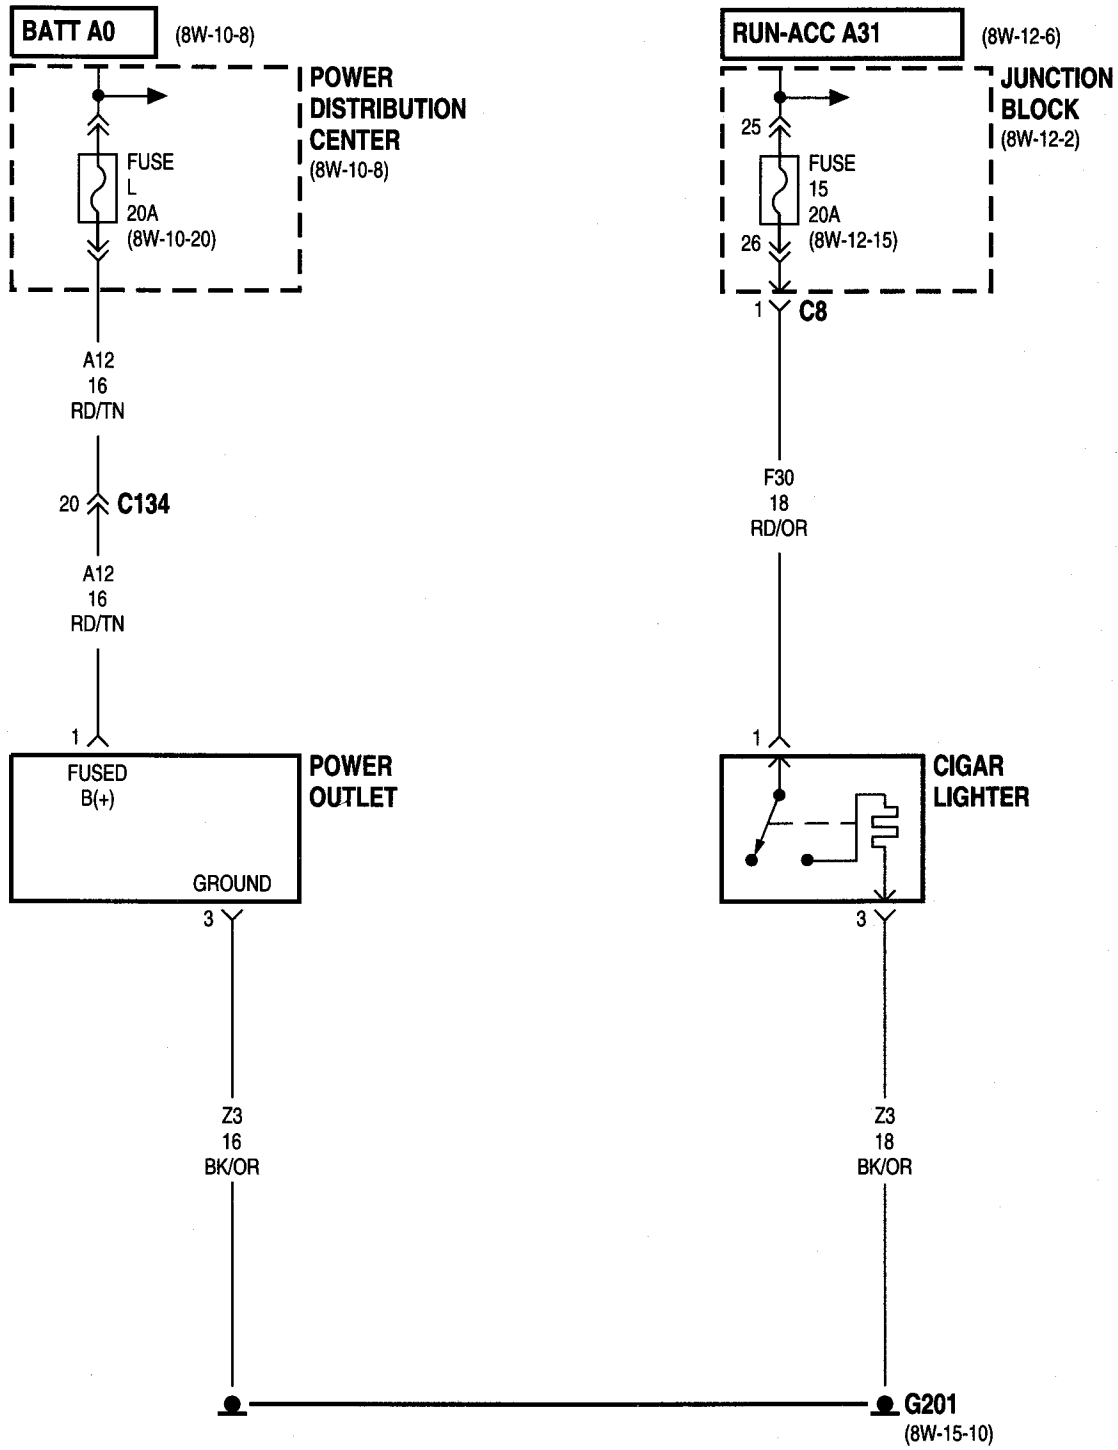 BATT A0
(8W-10-8)
POWER
DISTRIBUTION
CENTER
(8W-10-8)
FUSE
L
20A
(8W-10-20)
A12
16
RD/TN
20
C134
A12
16
RD/TN
1
FUSED
B(+)
POWER
OUTLET
GROUND
3
Z3
16
BK/OR
RUN-ACC A31
(8W-12-6)
JUNCTION
BLOCK
(8W-12-2)
25
FUSE
15
20A
(8W-12-15)
26
1
C8
F30
18
RD/OR
1
CIGAR
LIGHTER
3
Z3
18
BK/OR
G201
(8W-15-10)